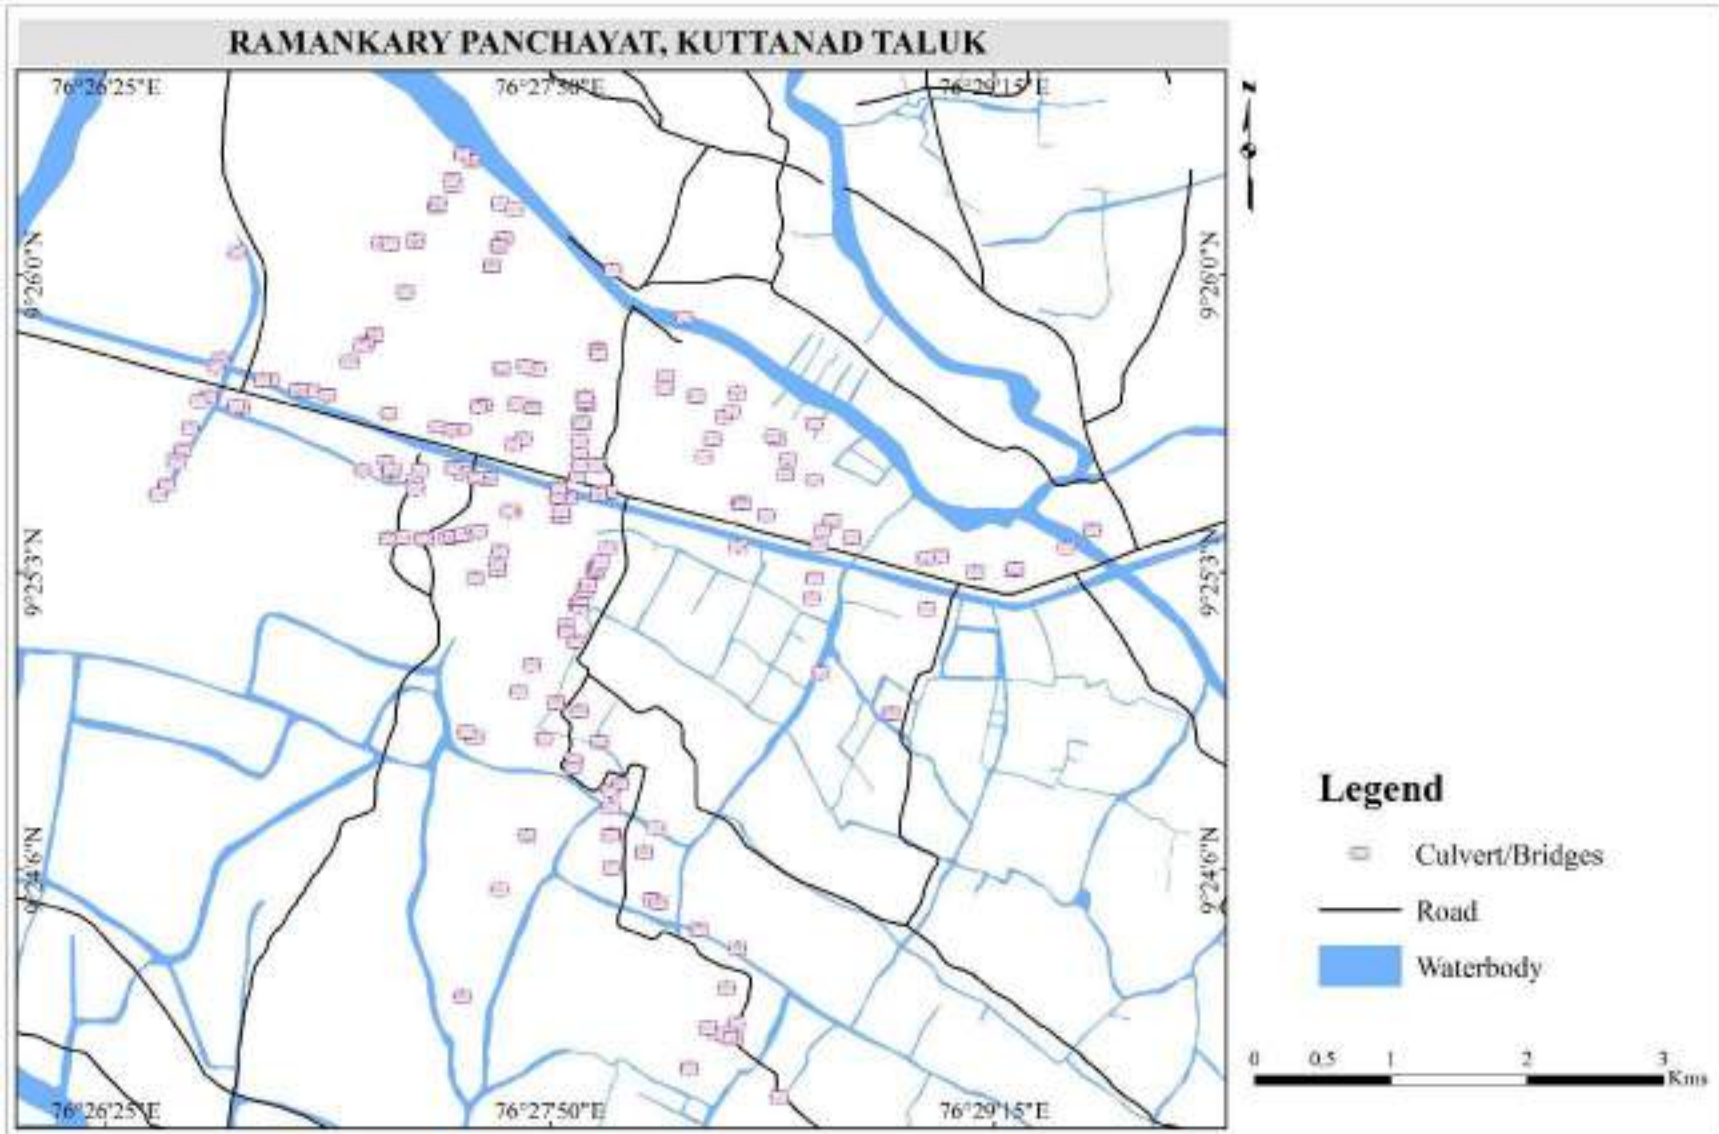 RAMANKARY PANCHAYAT, KUTTANAD TALUK
76°26'25"E 76°27'50"E 76°29'15"E
N
9°26'0"N 9°26'0"N
9°25'3"N 9°25'3"N
9°24'6"N 9°24'6"N
76°26'25"E 76°27'50"E 76°29'15"E
Legend
Culvert/Bridges
Road
Waterbody
0 0.5 1 2 3
Kms